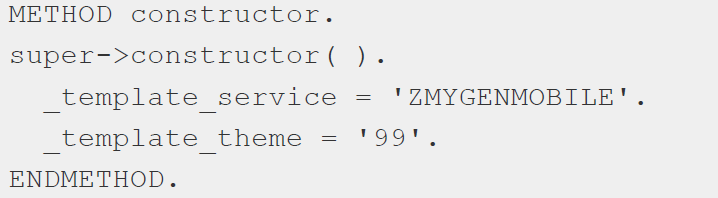 METHOD constructor.
super->constructor( ).
  _template_service = 'ZMYGENMOBILE'.
  _template_theme = '99'.
ENDMETHOD.